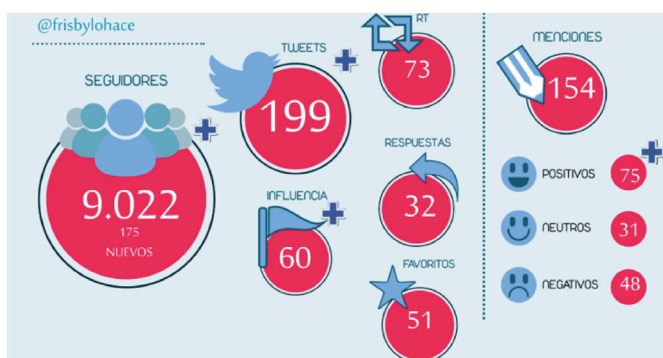 @frisbylohace
SEGUIDORES
9.022
175
NUEVOS
TWEETS
199
INFLUENCIA
60
RT
73
RESPUESTAS
32
FAVORITOS
51
MENCIONES
154
POSITIVOS
75
NEUTROS
31
NEGATIVOS
48